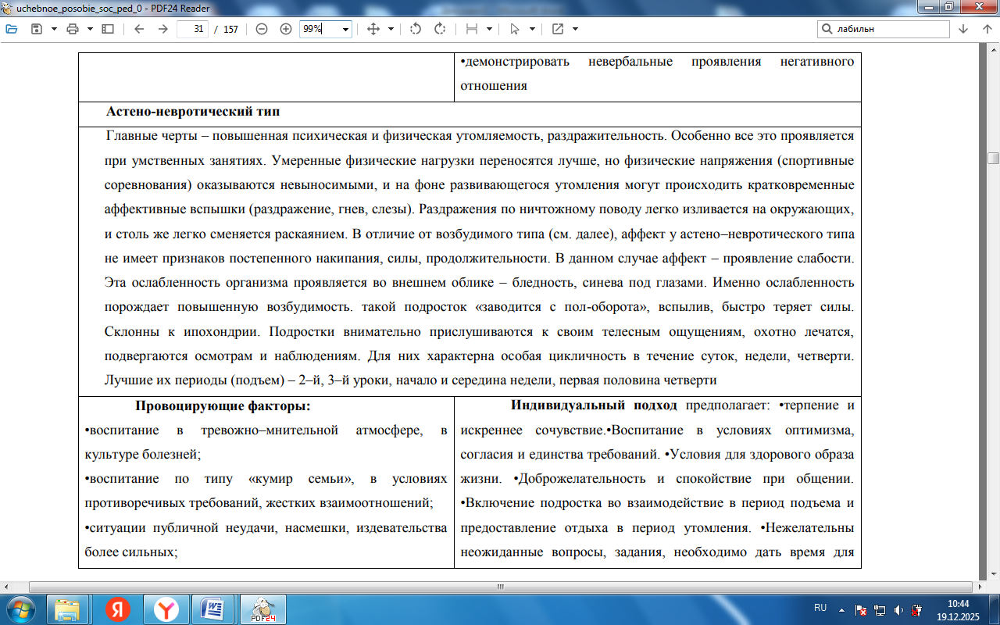 uchebnoe_posobie_soc_ped_0 - PDF24 Reader
31 / 157
99%
лабильн
•демонстрировать невербальные проявления негативного
отношения
Астено-невротический тип
Главные черты – повышенная психическая и физическая утомляемость, раздражительность. Особенно все это проявляется
при умственных занятиях. Умеренные физические нагрузки переносятся лучше, но физические напряжения (спортивные
соревнования) оказываются невыносимыми, и на фоне развивающегося утомления могут происходить кратковременные
аффективные вспышки (раздражение, гнев, слезы). Раздражения по ничтожному поводу легко изливается на окружающих,
и столь же легко сменяется раскаянием. В отличие от возбудимого типа (см. далее), аффект у астено–невротического типа
не имеет признаков постепенного накипания, силы, продолжительности. В данном случае аффект – проявление слабости.
Эта ослабленность организма проявляется во внешнем облике – бледность, синева под глазами. Именно ослабленность
порождает повышенную возбудимость. такой подросток «заводится с пол-оборота», вспылив, быстро теряет силы.
Склонны к ипохондрии. Подростки внимательно прислушиваются к своим телесным ощущениям, охотно лечатся,
подвергаются осмотрам и наблюдениям. Для них характерна особая цикличность в течение суток, недели, четверти.
Лучшие их периоды (подъем) – 2–й, 3–й уроки, начало и середина недели, первая половина четверти
Провоцирующие факторы:
•воспитание в тревожно–мнительной атмосфере, в
культуре болезней;
•воспитание по типу «кумир семьи», в условиях
противоречивых требований, жестких взаимоотношений;
•ситуации публичной неудачи, насмешки, издевательства
более сильных;
Индивидуальный подход предполагает: •терпение и
искреннее сочувствие.•Воспитание в условиях оптимизма,
согласия и единства требований. •Условия для здорового образа
жизни. •Доброжелательность и спокойствие при общении.
•Включение подростка во взаимодействие в период подъема и
предоставление отдыха в период утомления. •Нежелательны
неожиданные вопросы, задания, необходимо дать время для
Я
Y
W
PDF24
RU
10:44
19.12.2025